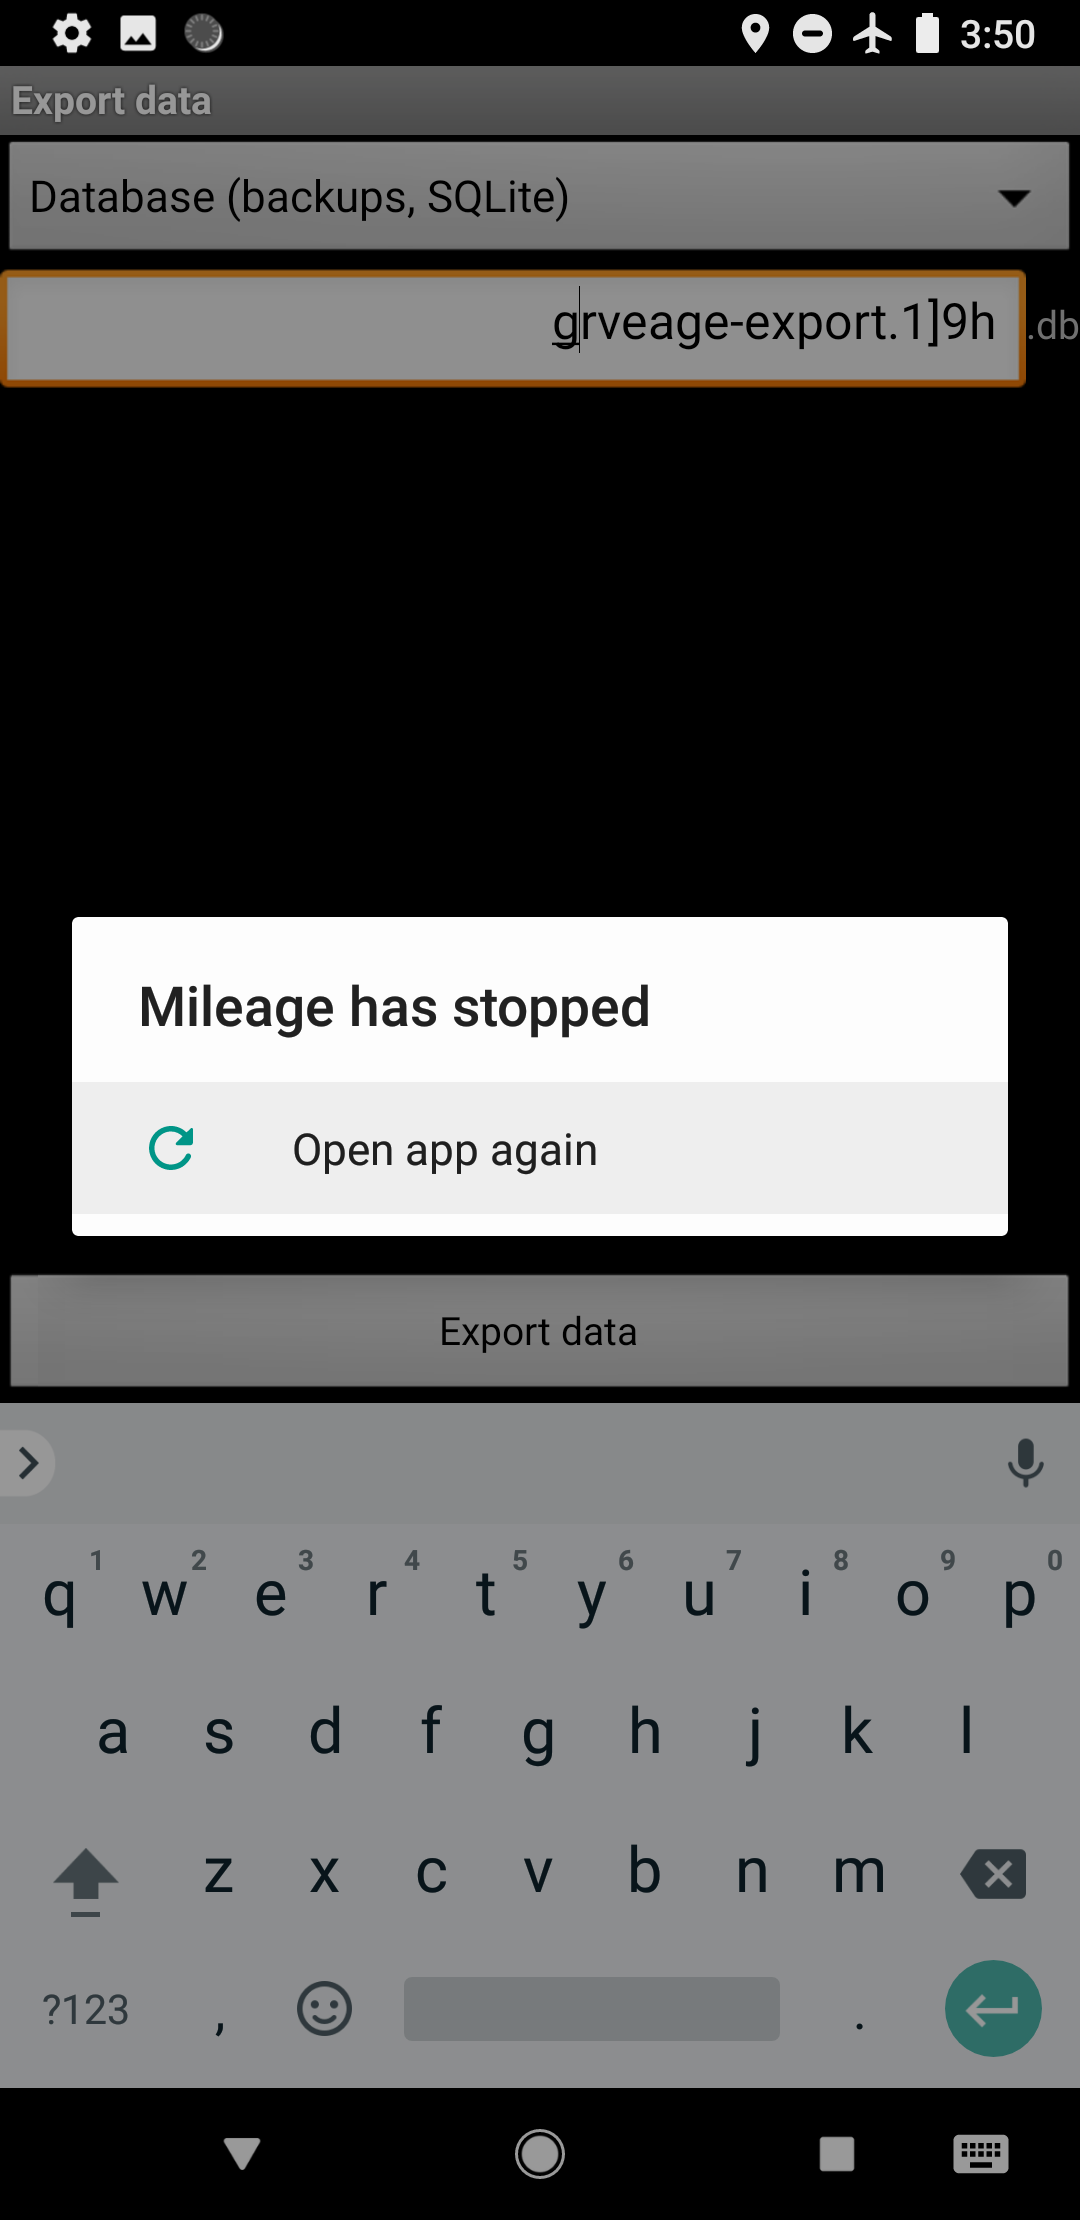 3:50
Export data
Database (backups, SQLite)
grveage-export.1]9h .db
Mileage has stopped
Open app again
Export data
1 2 3 4 5 6 7 8 9 0
q w e r t y u i o p
a s d f g h j k l
z x c v b n m
?123 , .